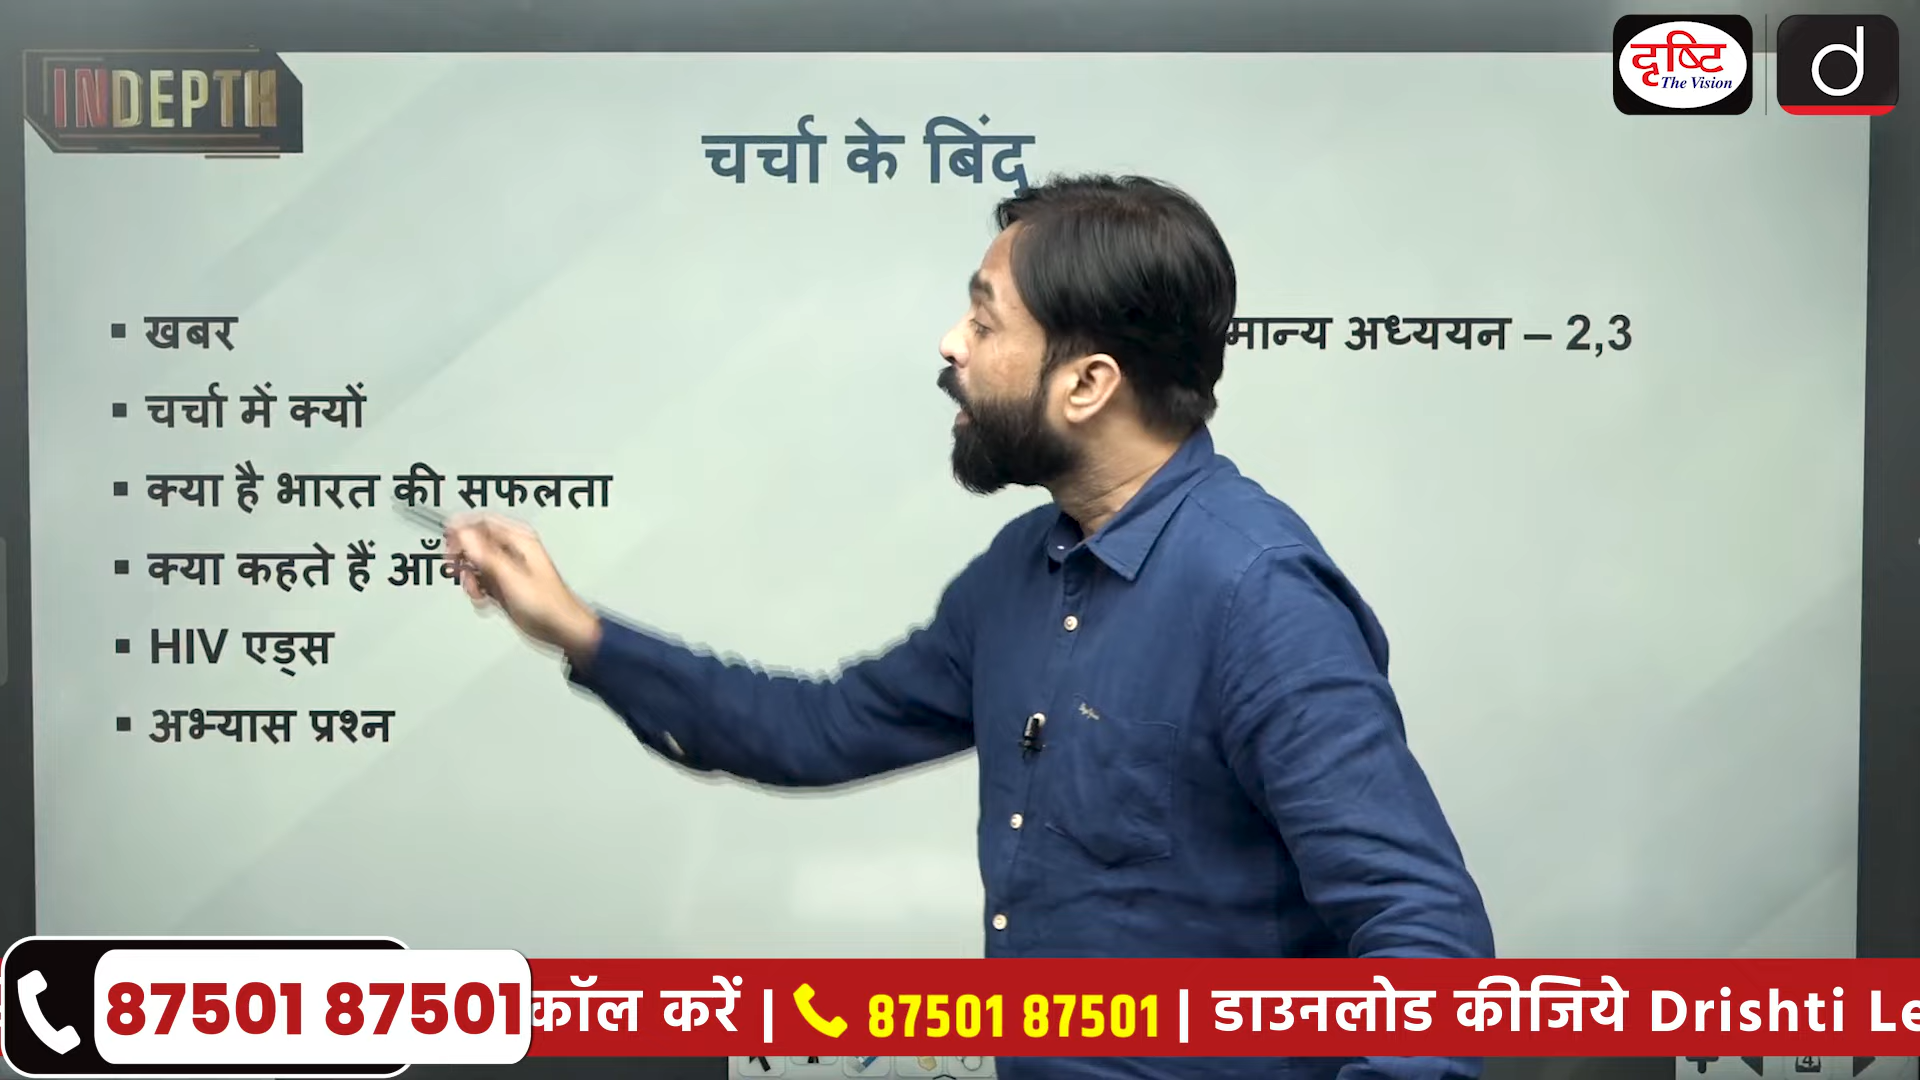 INDEPTH
दृष्टि
The Vision
d
चर्चा के बिंदु
▪ खबर
▪ चर्चा में क्यों
▪ क्या है भारत की सफलता
▪ क्या कहते हैं
▪ HIV एड्स
▪ अभ्यास प्रश्न
अध्ययन – 2,3
87501 87501
कॉल करें | 87501 87501 | डाउनलोड कीजिये Drishti
4